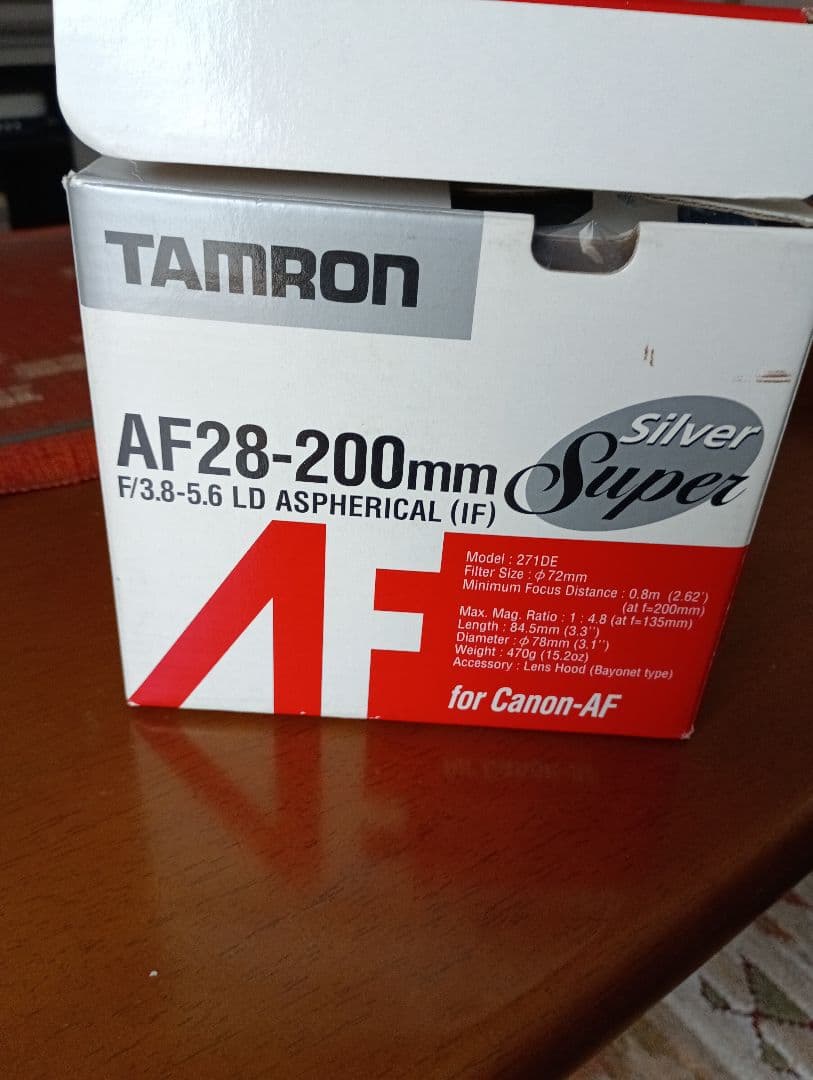 TAMRON
AF28-200mm
F/3.8-5.6 LD ASPHERICAL (IF)
Silver
Super
AF
Model : 271DE
Filter Size : ϕ72mm
Minimum Focus Distance : 0.8m (2.62')
(at f=200mm)
Max. Mag. Ratio : 1 : 4.8 (at f=135mm)
Length : 84.5mm (3.3'')
Diameter : ϕ78mm (3.1'')
Weight : 470g (15.2oz)
Accessory : Lens Hood (Bayonet type)
for Canon-AF